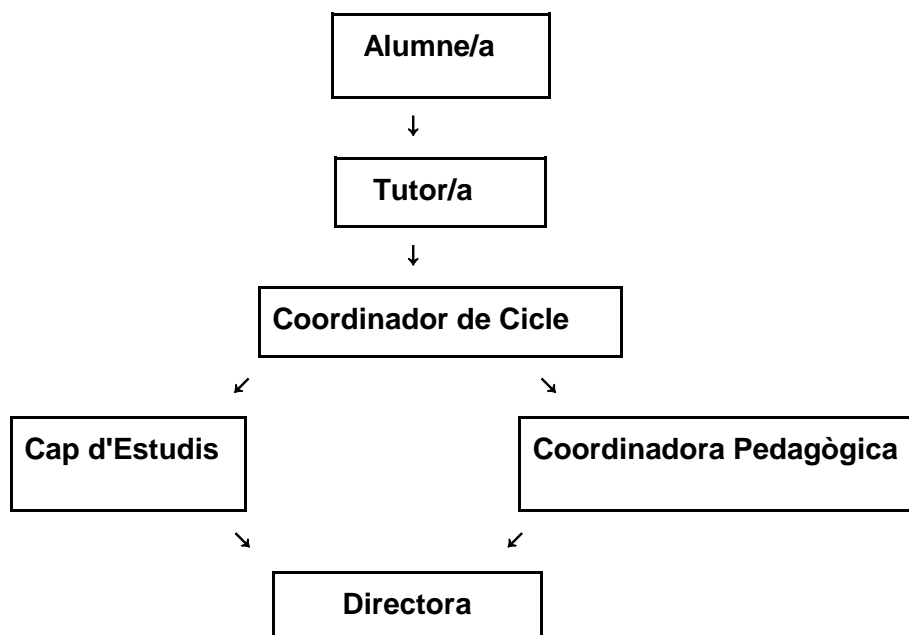 Alumne/a
↓
Tutor/a
↓
Coordinador de Cicle
↙ ↘
Cap d'Estudis Coordinadora Pedagògica
↘ ↙
Directora